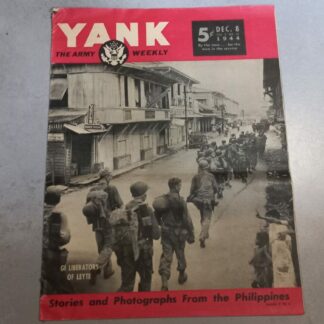 YANK
THE ARMY WEEKLY
5¢ DEC. 8
1944
By the men . . for the
men in the service
GI LIBERATORS
OF LEYTE
Stories and Photographs From the Philippines